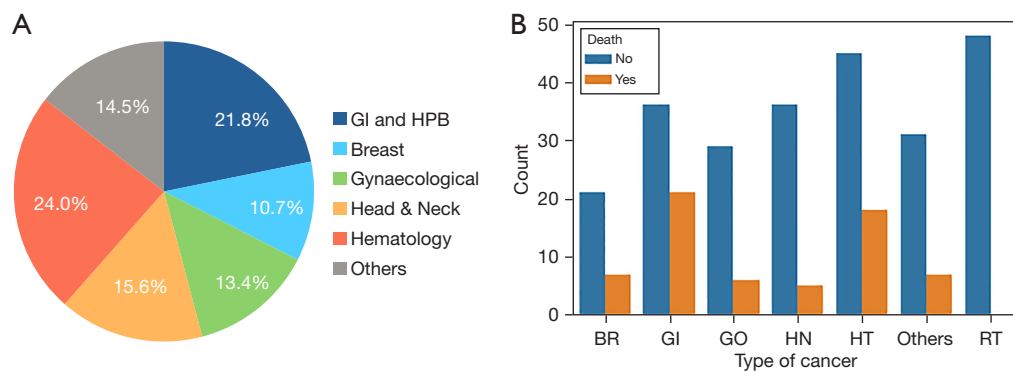 A
21.8%
10.7%
13.4%
15.6%
24.0%
14.5%
GI and HPB
Breast
Gynaecological
Head & Neck
Hematology
Others
B
Count
50
40
30
20
10
0
Death
No
Yes
BR GI GO HN HT Others RT
Type of cancer